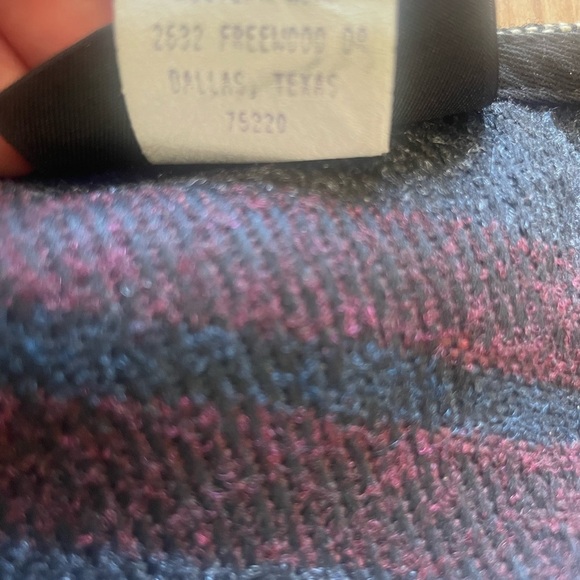 2632 FREEWOOD DR
DALLAS, TEXAS
75220